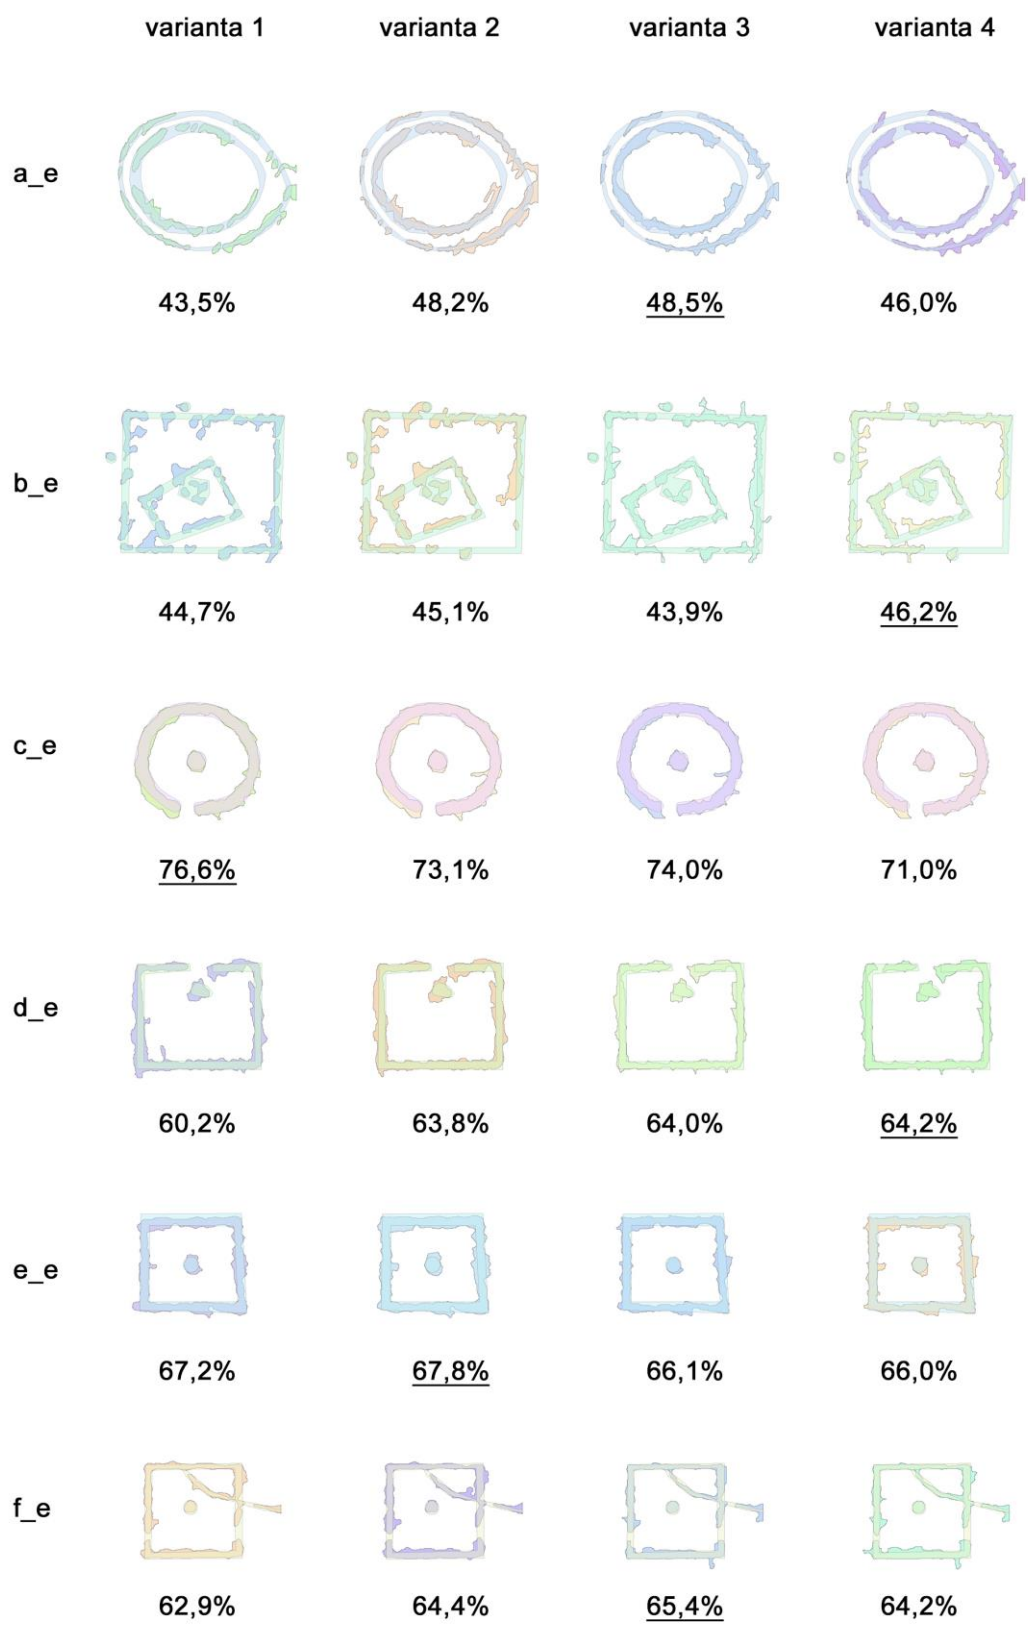 varianta 1 varianta 2 varianta 3 varianta 4
a_e
43,5% 48,2% 48,5% 46,0%
b_e
44,7% 45,1% 43,9% 46,2%
c_e
76,6% 73,1% 74,0% 71,0%
d_e
60,2% 63,8% 64,0% 64,2%
e_e
67,2% 67,8% 66,1% 66,0%
f_e
62,9% 64,4% 65,4% 64,2%